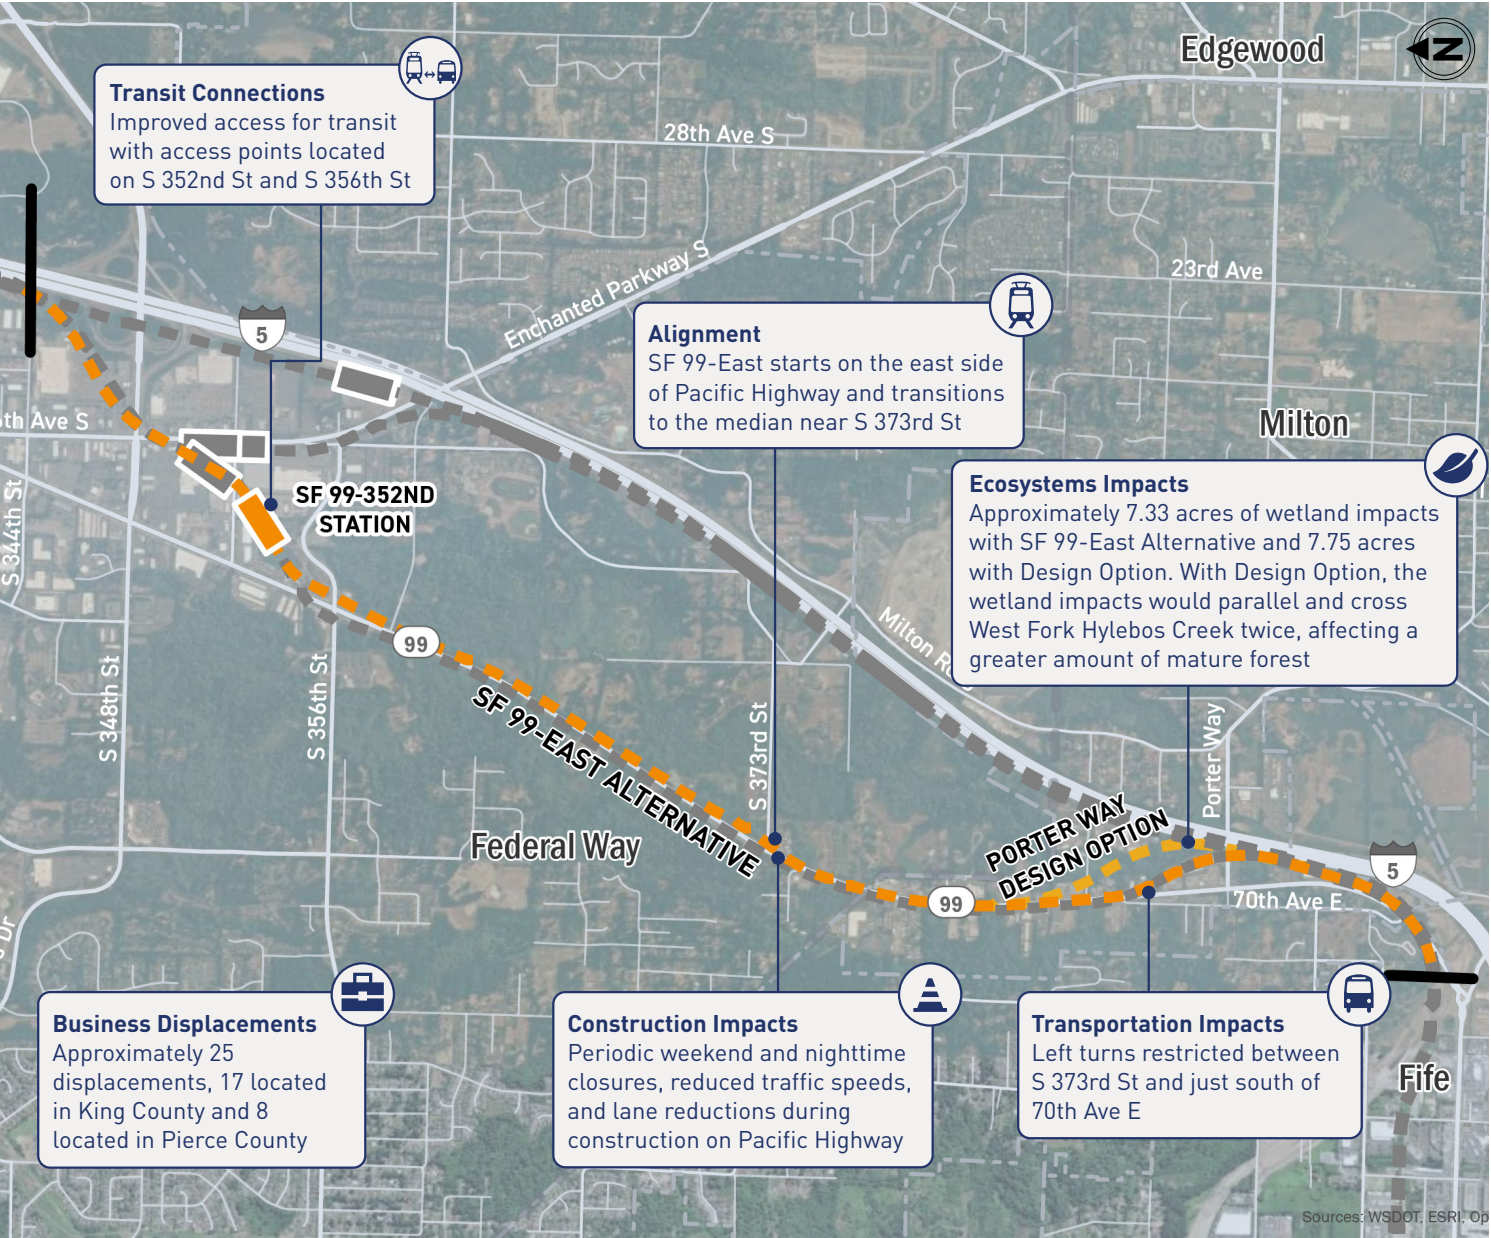 Edgewood
N
Transit Connections
Improved access for transit
with access points located
on S 352nd St and S 356th St
28th Ave S
Enchanted Parkway S
23rd Ave
5
Alignment
SF 99-East starts on the east side
of Pacific Highway and transitions
to the median near S 373rd St
Milton
th Ave S
Ecosystems Impacts
Approximately 7.33 acres of wetland impacts
with SF 99-East Alternative and 7.75 acres
with Design Option. With Design Option, the
wetland impacts would parallel and cross
West Fork Hylebos Creek twice, affecting a
greater amount of mature forest
SF 99-352ND
STATION
S 344th St
99
Milton R
S 348th St
S 356th St
SF 99-EAST ALTERNATIVE
S 373rd St
Porter Way
Federal Way
PORTER WAY
DESIGN OPTION
5
99
70th Ave E
Dr
Business Displacements
Approximately 25
displacements, 17 located
in King County and 8
located in Pierce County
Construction Impacts
Periodic weekend and nighttime
closures, reduced traffic speeds,
and lane reductions during
construction on Pacific Highway
Transportation Impacts
Left turns restricted between
S 373rd St and just south of
70th Ave E
Fife
Sources: WSDOT, ESRI, Op